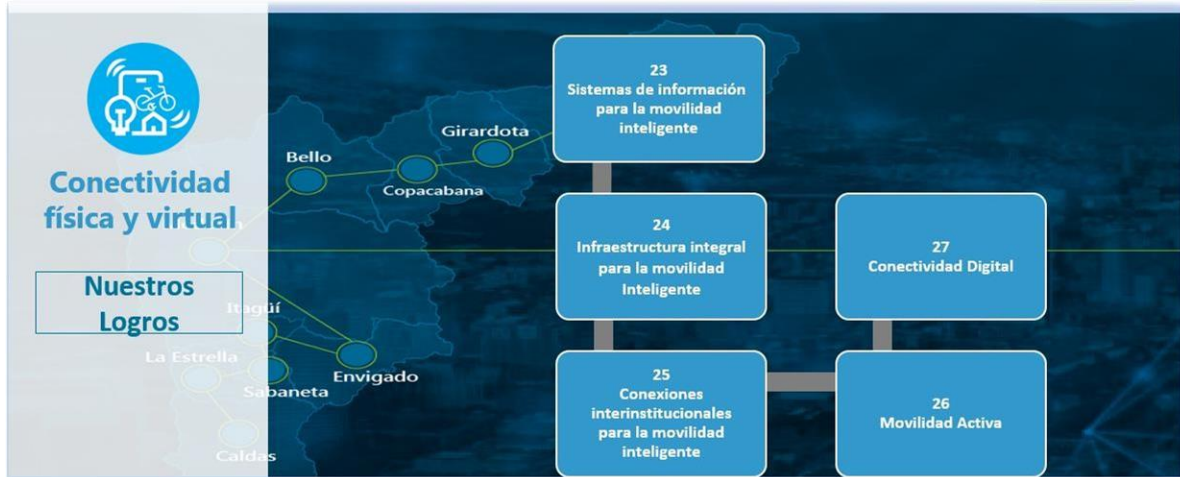 Conectividad
física y virtual
Nuestros
Logros
Girardota
Bello
Copacabana
Itagüí
La Estrella
Sabaneta
Envigado
Caldas
23
Sistemas de información
para la movilidad
inteligente
24
Infraestructura integral
para la movilidad
Inteligente
25
Conexiones
interinstitucionales
para la movilidad
inteligente
26
Movilidad Activa
27
Conectividad Digital